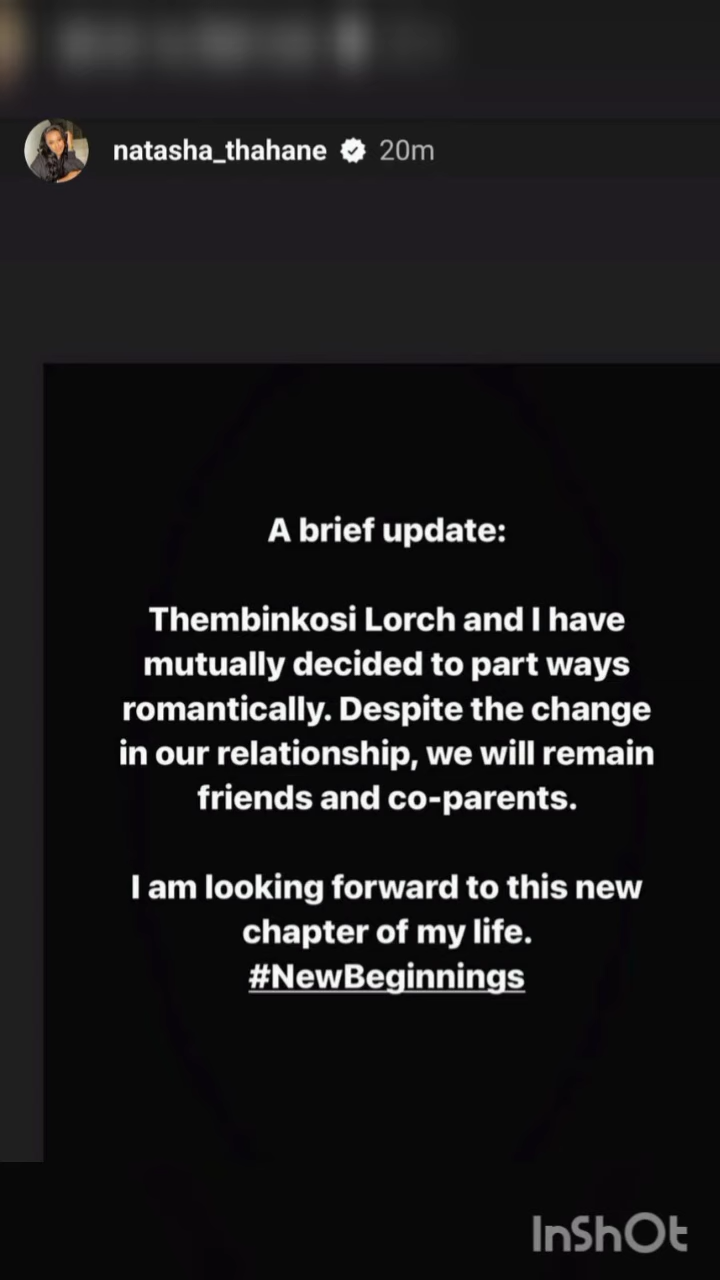 natasha_thahane 20m
A brief update:
Thembinkosi Lorch and I have
mutually decided to part ways
romantically. Despite the change
in our relationship, we will remain
friends and co-parents.
I am looking forward to this new
chapter of my life.
#NewBeginnings
InShOt